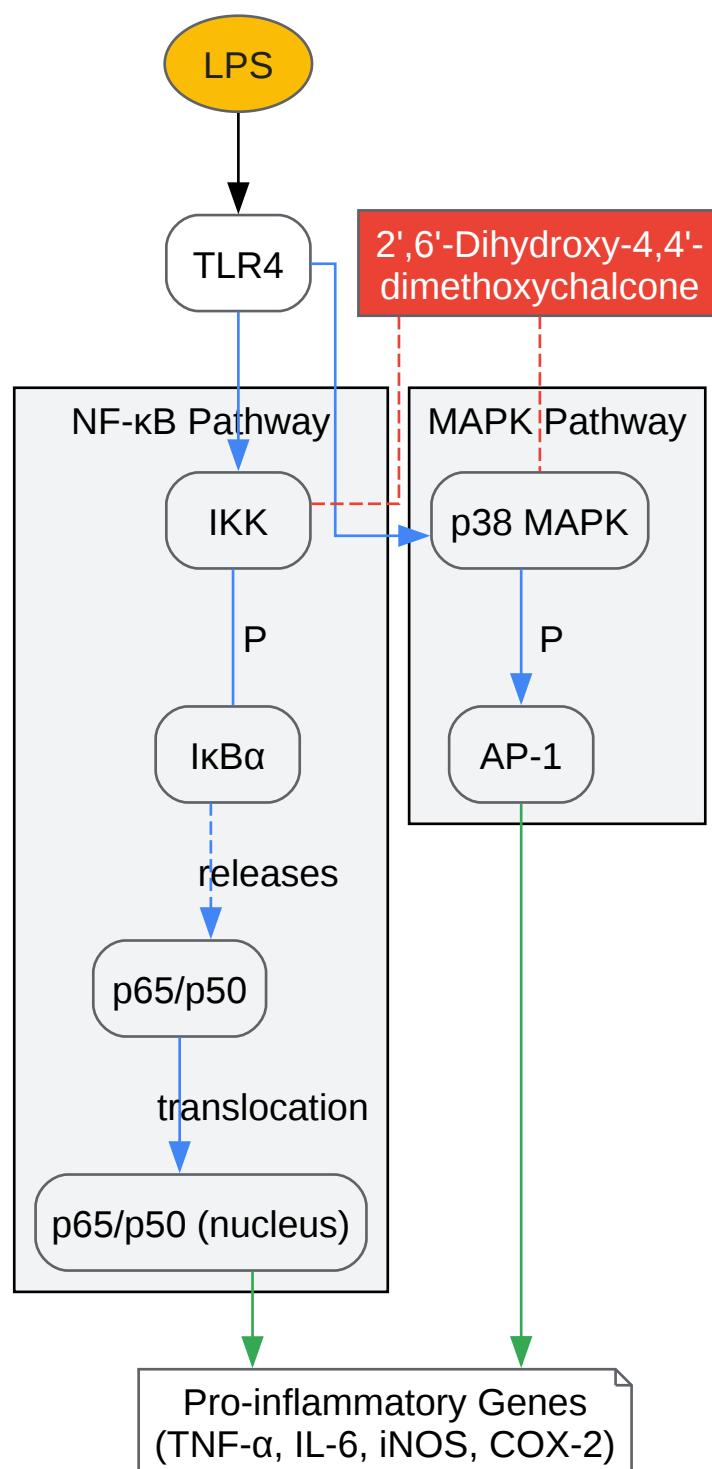 LPS
TLR4
2',6'-Dihydroxy-4,4'-
dimethoxychalcone
NF-κB Pathway
MAPK Pathway
IKK
p38 MAPK
P
P
IκBα
AP-1
releases
p65/p50
translocation
p65/p50 (nucleus)
Pro-inflammatory Genes
(TNF-α, IL-6, iNOS, COX-2)